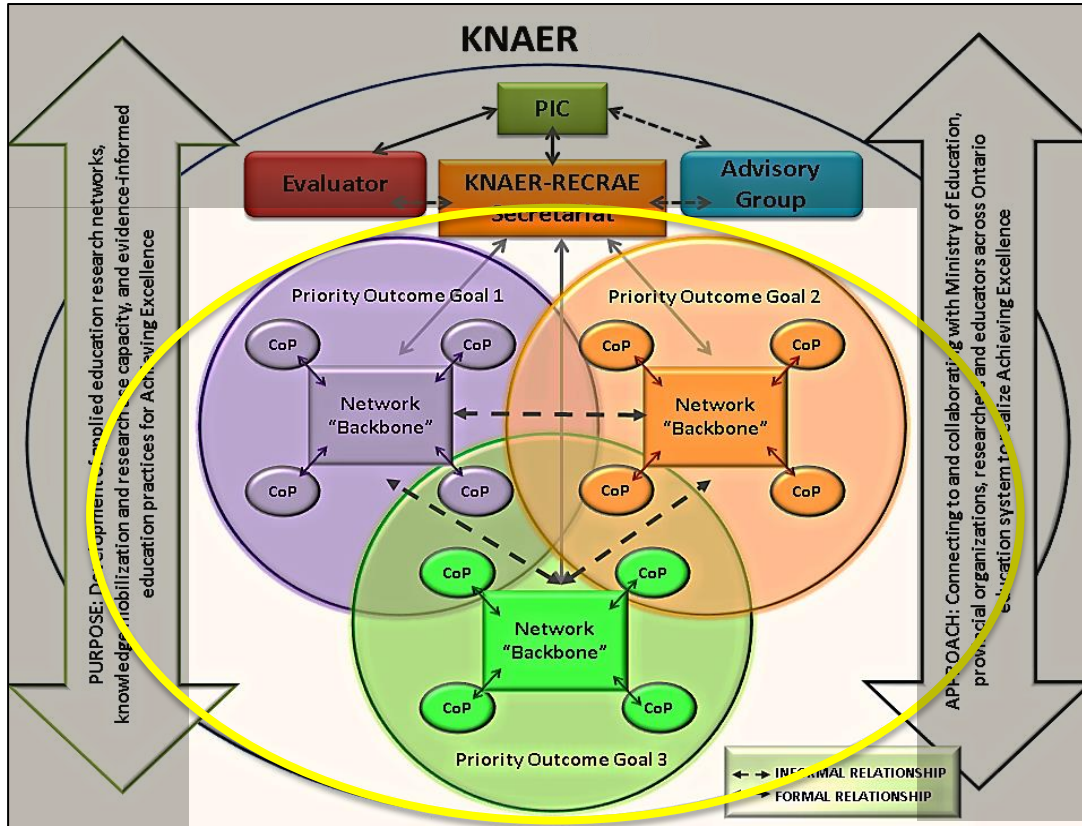 KNAER
PIC
Evaluator
KNAER-RECRAE
Secretariat
Advisory
Group
PURPOSE: Development of applied education research networks,
knowledge mobilization and research use capacity, and evidence-informed
education practices for Achieving Excellence
Priority Outcome Goal 1
CoP
CoP
Network
"Backbone"
CoP
CoP
Priority Outcome Goal 2
CoP
CoP
Network
"Backbone"
CoP
CoP
CoP
CoP
Network
"Backbone"
CoP
CoP
Priority Outcome Goal 3
APPROACH: Connecting to and collaborating with Ministry of Education,
provincial organizations, researchers and educators across Ontario
education system to realize Achieving Excellence
INFORMAL RELATIONSHIP
FORMAL RELATIONSHIP